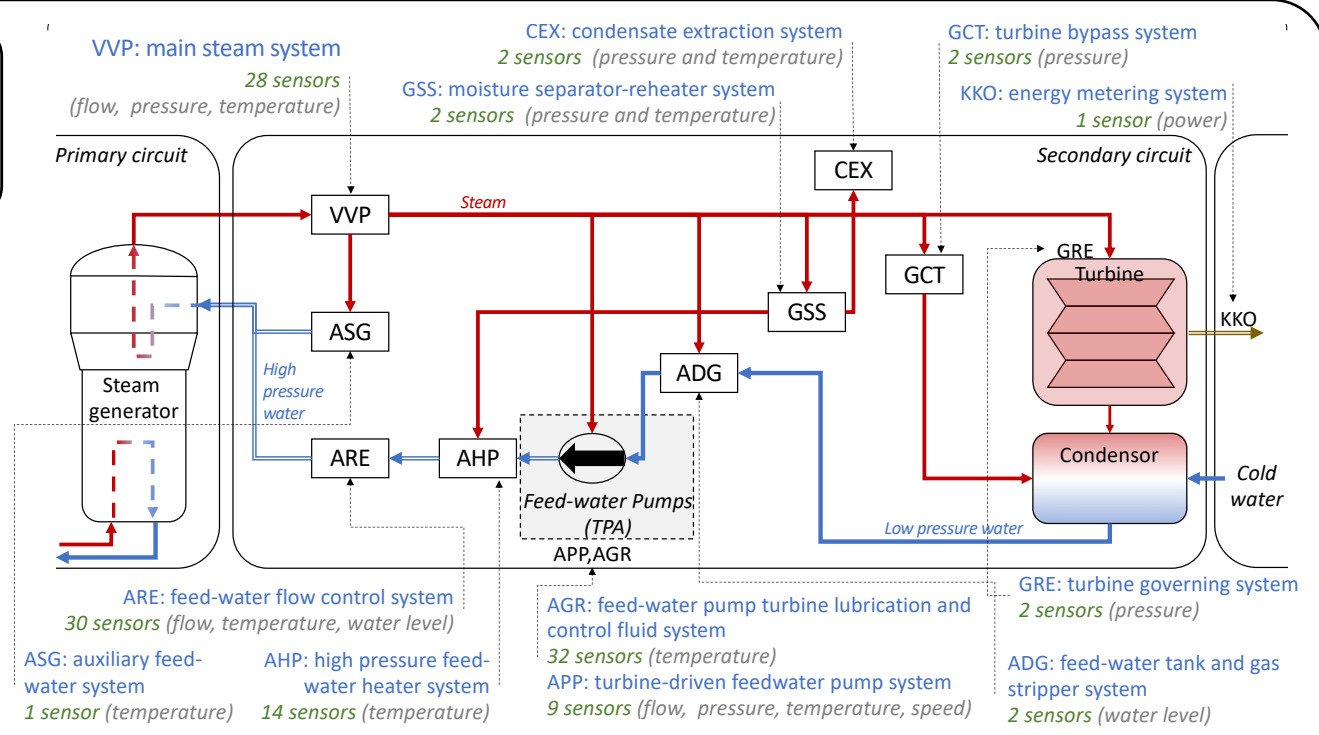 VVP: main steam system
28 sensors
(flow, pressure, temperature)
CEX: condensate extraction system
2 sensors (pressure and temperature)
GSS: moisture separator-reheater system
2 sensors (pressure and temperature)
GCT: turbine bypass system
2 sensors (pressure)
KKO: energy metering system
1 sensor (power)
Primary circuit
Secondary circuit
CEX
VVP
Steam
GRE
Turbine
GCT
GSS
KKO
ASG
High
pressure
water
ADG
Steam
generator
ARE
AHP
Condensor
Cold
water
Feed-water Pumps
(TPA)
Low pressure water
APP,AGR
ARE: feed-water flow control system
30 sensors (flow, temperature, water level)
ASG: auxiliary feed-
water system
1 sensor (temperature)
AHP: high pressure feed-
water heater system
14 sensors (temperature)
AGR: feed-water pump turbine lubrication and
control fluid system
32 sensors (temperature)
APP: turbine-driven feedwater pump system
9 sensors (flow, pressure, temperature, speed)
GRE: turbine governing system
2 sensors (pressure)
ADG: feed-water tank and gas
stripper system
2 sensors (water level)